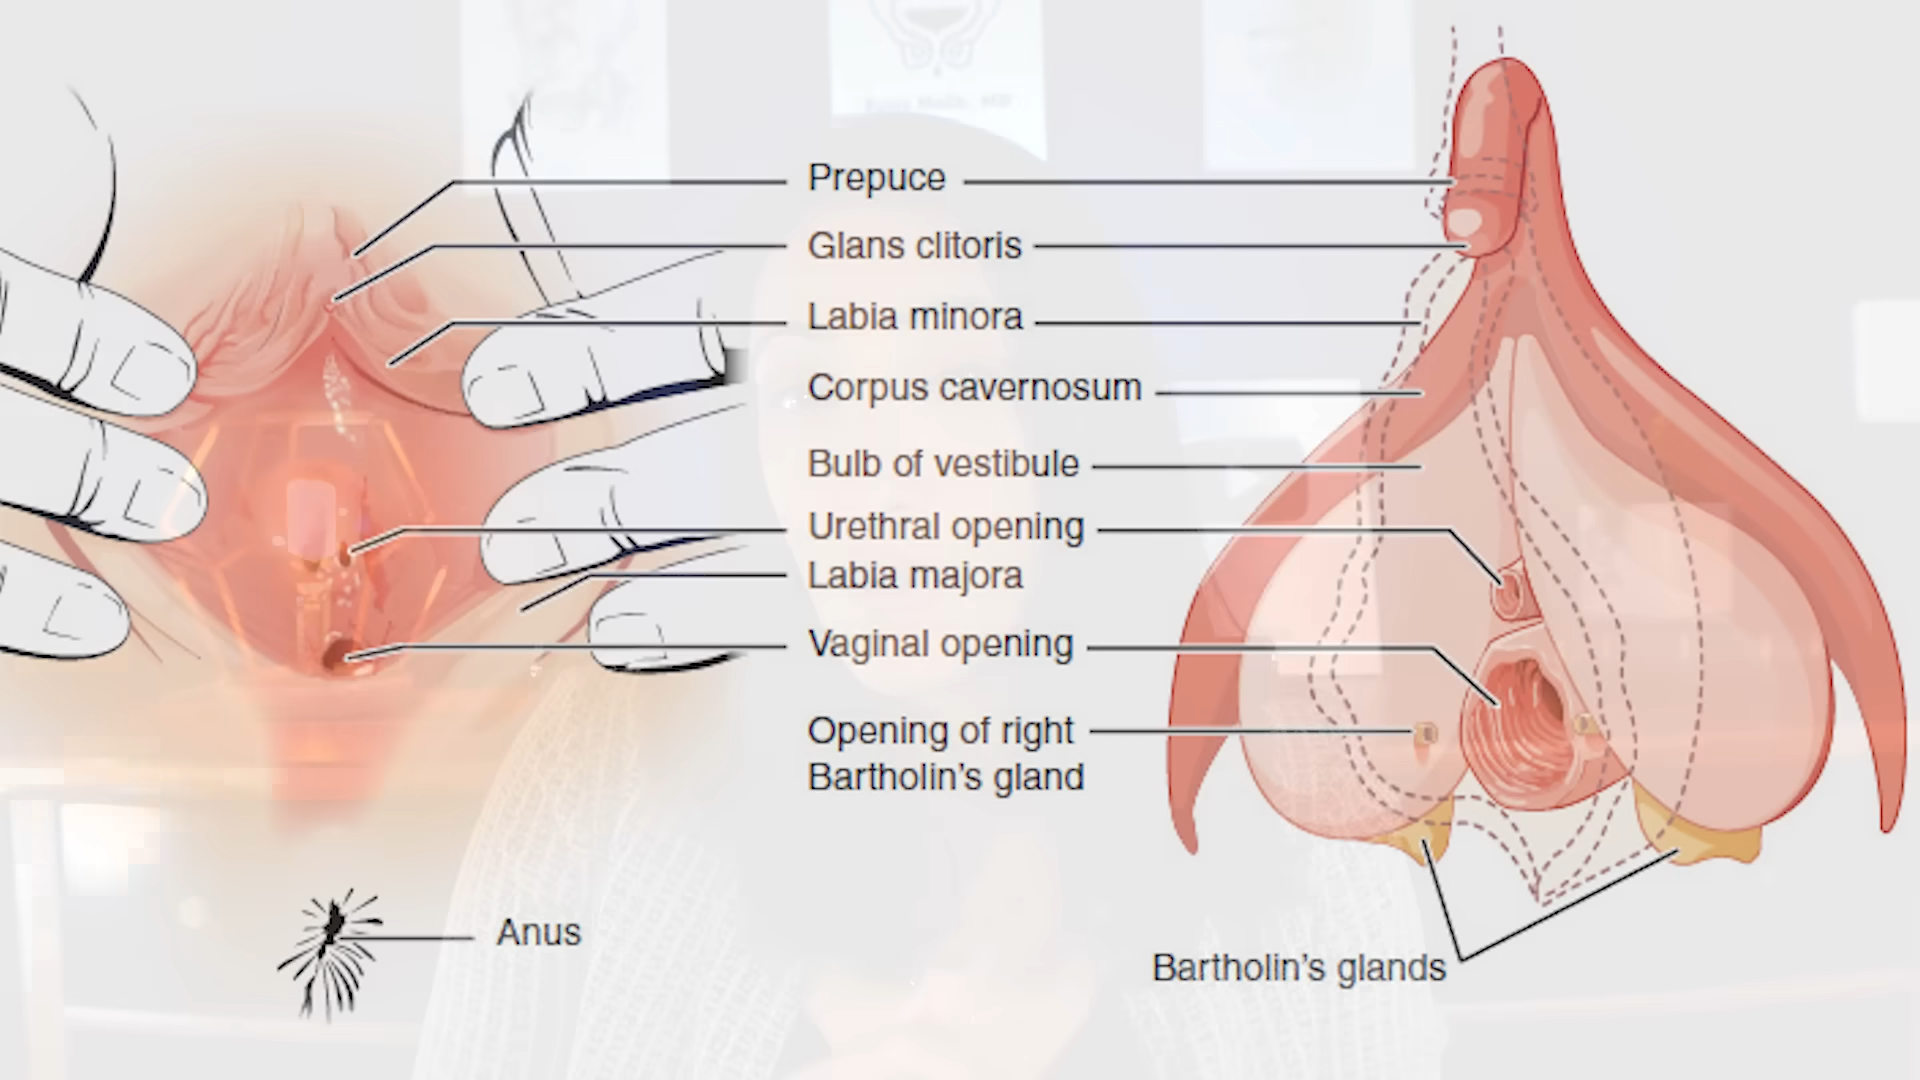 Prepuce
Glans clitoris
Labia minora
Corpus cavernosum
Bulb of vestibule
Urethral opening
Labia majora
Vaginal opening
Opening of right
Bartholin’s gland
Anus
Bartholin’s glands